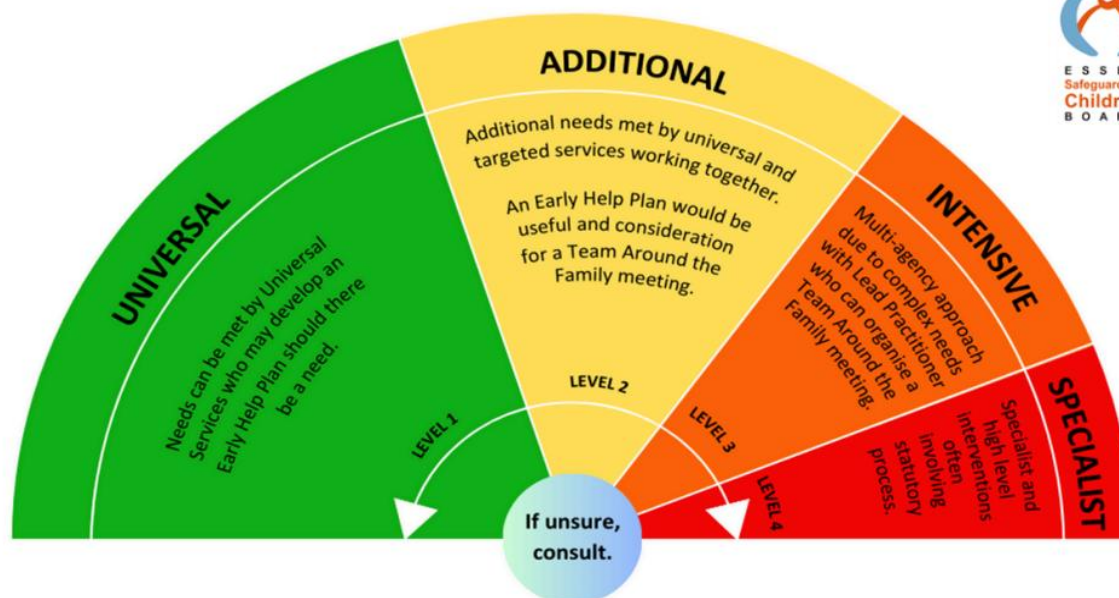 UNIVERSAL
Needs can be met by Universal
Services who may develop an
Early Help Plan should there
be a need.
LEVEL 1
ADDITIONAL
Additional needs met by universal and
targeted services working together.
An Early Help Plan would be
useful and consideration
for a Team Around the
Family meeting.
LEVEL 2
INTENSIVE
Multi-agency approach
due to complex needs
with Lead Practitioner
who can organise a
Team Around the
Family meeting.
LEVEL 3
SPECIALIST
Specialist and
high level
interventions
often
involving
statutory
process.
LEVEL 4
If unsure,
consult.